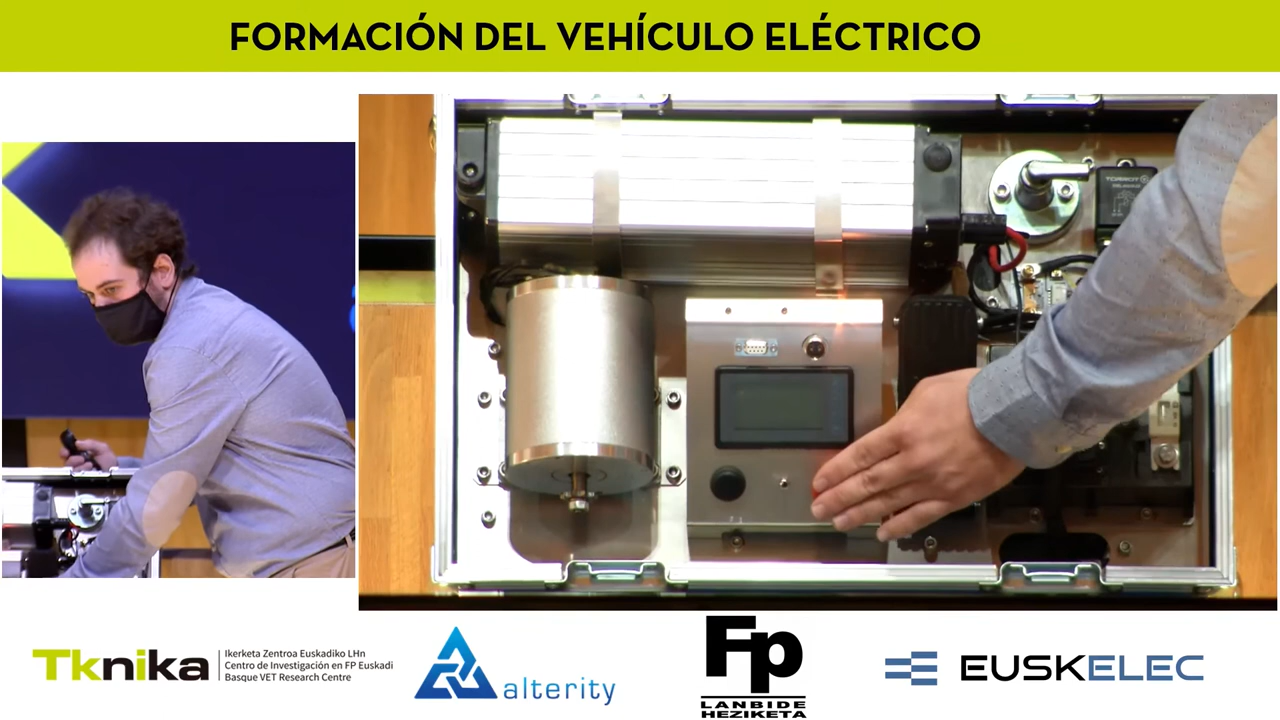 FORMACIÓN DEL VEHÍCULO ELÉCTRICO
Tknika
Ikerketa Zentroa Euskadiko LHn
Centro de Investigación en FP Euskadi
Basque VET Research Centre
alterity
Fp
LANBIDE
HEZIKETA
EUSKELEC